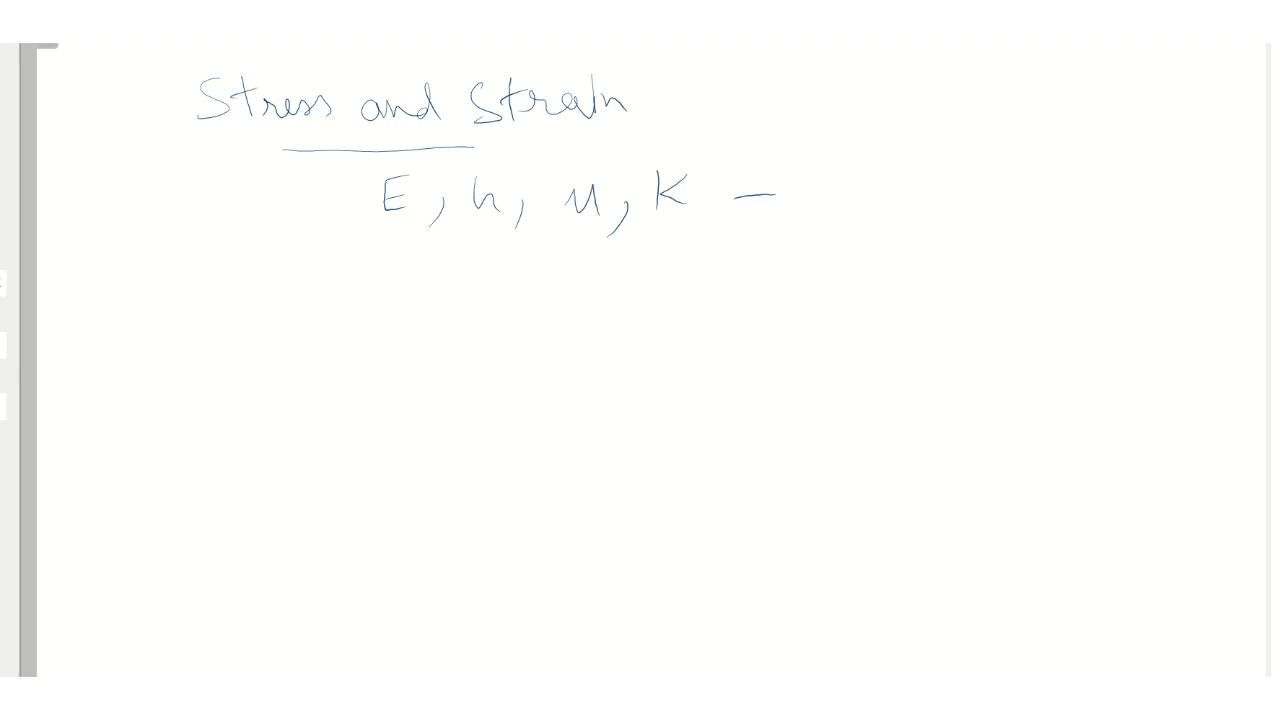 Stress and Strain
E, h, μ, K —